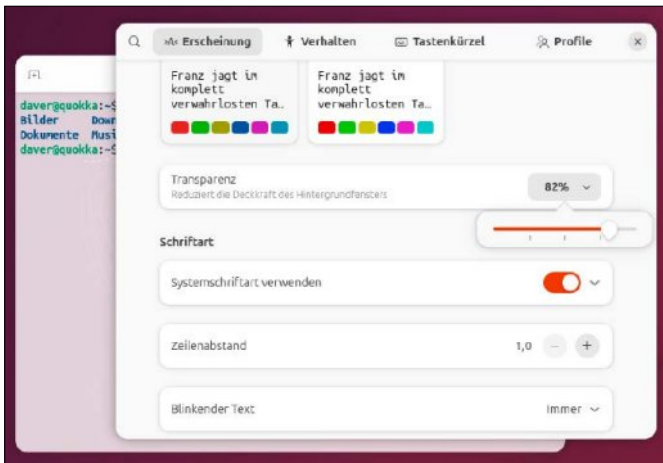 Erscheinung
Verhalten
Tastenkürzel
Profile
daver@quokka:~$
Bilder Down
Dokumente Musi
daver@quokka:~$
Franz jagt im
komplett
verwahrlosten Ta…
Franz jagt im
komplett
verwahrlosten Ta…
Transparenz
Reduziert die Deckkraft des Hintergrundfensters
82%
Schriftart
Systemschriftart verwenden
Zeilenabstand
1,0
Blinkender Text
Immer